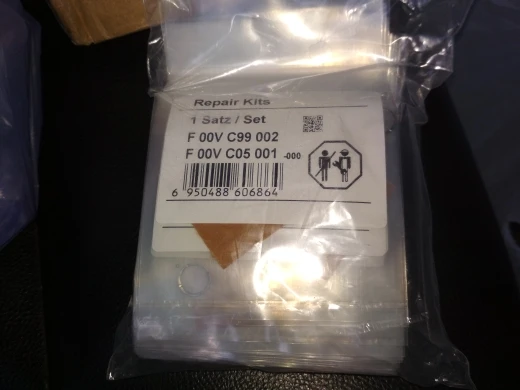 Repair Kits
1 Satz / Set
F 00V C99 002
F 00V C05 001 -000
6 950488 606864